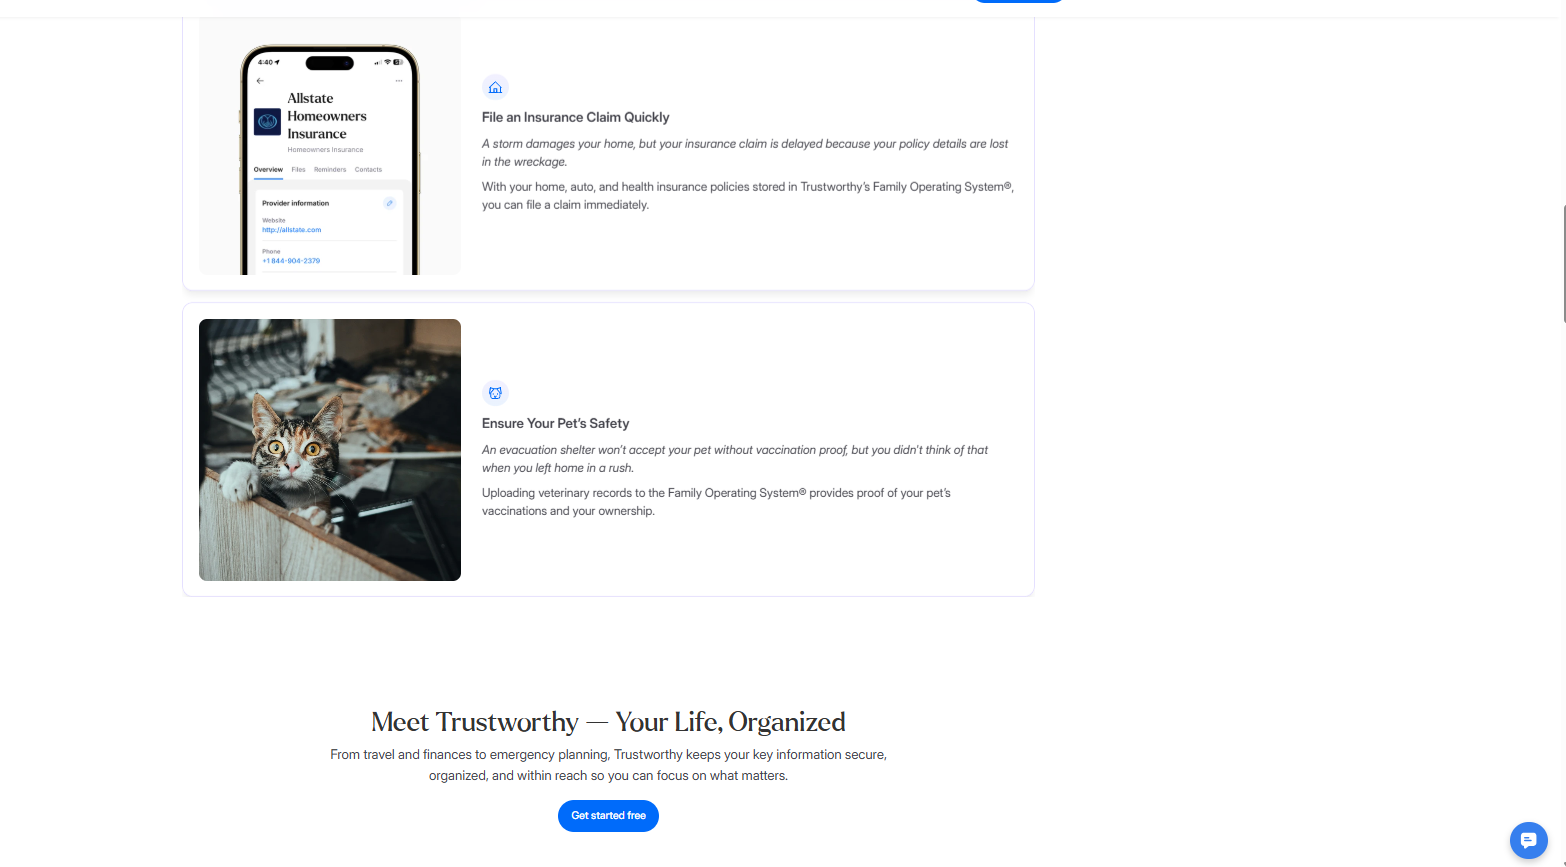 4:40
Allstate
Homeowners
Insurance
Homeowners Insurance
Overview Files Reminders Contacts
Provider information
Website
http://allstate.com
Phone
+1 844-904-2379
File an Insurance Claim Quickly
A storm damages your home, but your insurance claim is delayed because your policy details are lost
in the wreckage.
With your home, auto, and health insurance policies stored in Trustworthy’s Family Operating System®,
you can file a claim immediately.
Ensure Your Pet’s Safety
An evacuation shelter won’t accept your pet without vaccination proof, but you didn't think of that
when you left home in a rush.
Uploading veterinary records to the Family Operating System® provides proof of your pet’s
vaccinations and your ownership.
Meet Trustworthy — Your Life, Organized
From travel and finances to emergency planning, Trustworthy keeps your key information secure,
organized, and within reach so you can focus on what matters.
Get started free